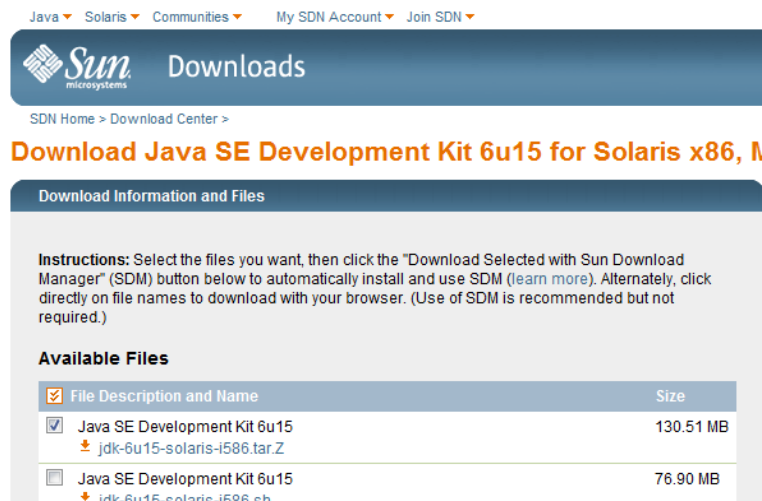 Java Solaris Communities My SDN Account Join SDN
Sun microsystems Downloads
SDN Home > Download Center >
Download Java SE Development Kit 6u15 for Solaris x86,
Download Information and Files
Instructions: Select the files you want, then click the "Download Selected with Sun Download
Manager" (SDM) button below to automatically install and use SDM (learn more). Alternately, click
directly on file names to download with your browser. (Use of SDM is recommended but not
required.)
Available Files
File Description and Name Size
Java SE Development Kit 6u15 130.51 MB
jdk-6u15-solaris-i586.tar.Z
Java SE Development Kit 6u15 76.90 MB
jdk-6u15-solaris-i586.sh